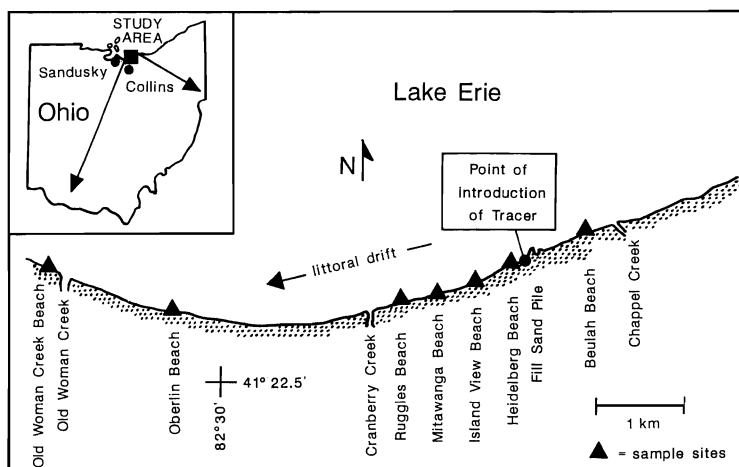 STUDY
AREA
Sandusky
Collins
Ohio
Lake Erie
N
Point of
introduction
of Tracer
littoral drift
Old Woman Creek Beach
Old Woman Creek
Oberlin Beach
82°30'
41° 22.5'
Cranberry Creek
Ruggles Beach
Mitawanga Beach
Island View Beach
Heidelberg Beach
Fill Sand Pile
Beulah Beach
Chappel Creek
1 km
= sample sites